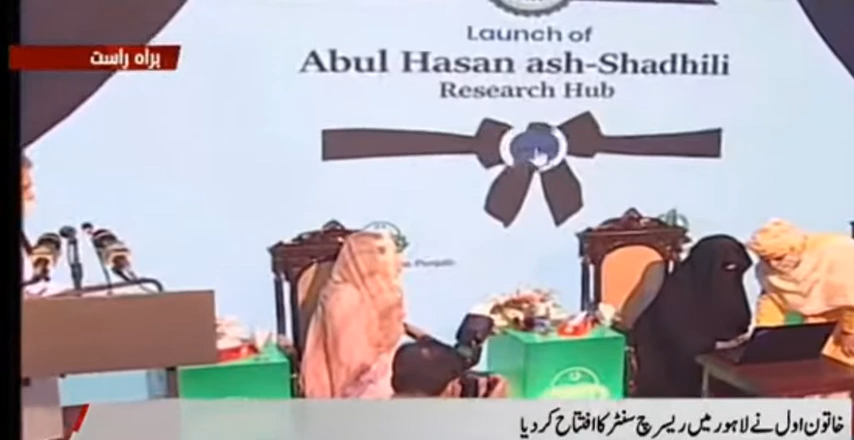 براہ راست
Launch of
Abul Hasan ash-Shadhili
Research Hub
Punjab
خاتون اول نے لاہور میں ریسرچ سنٹر کا افتتاح کر دیا